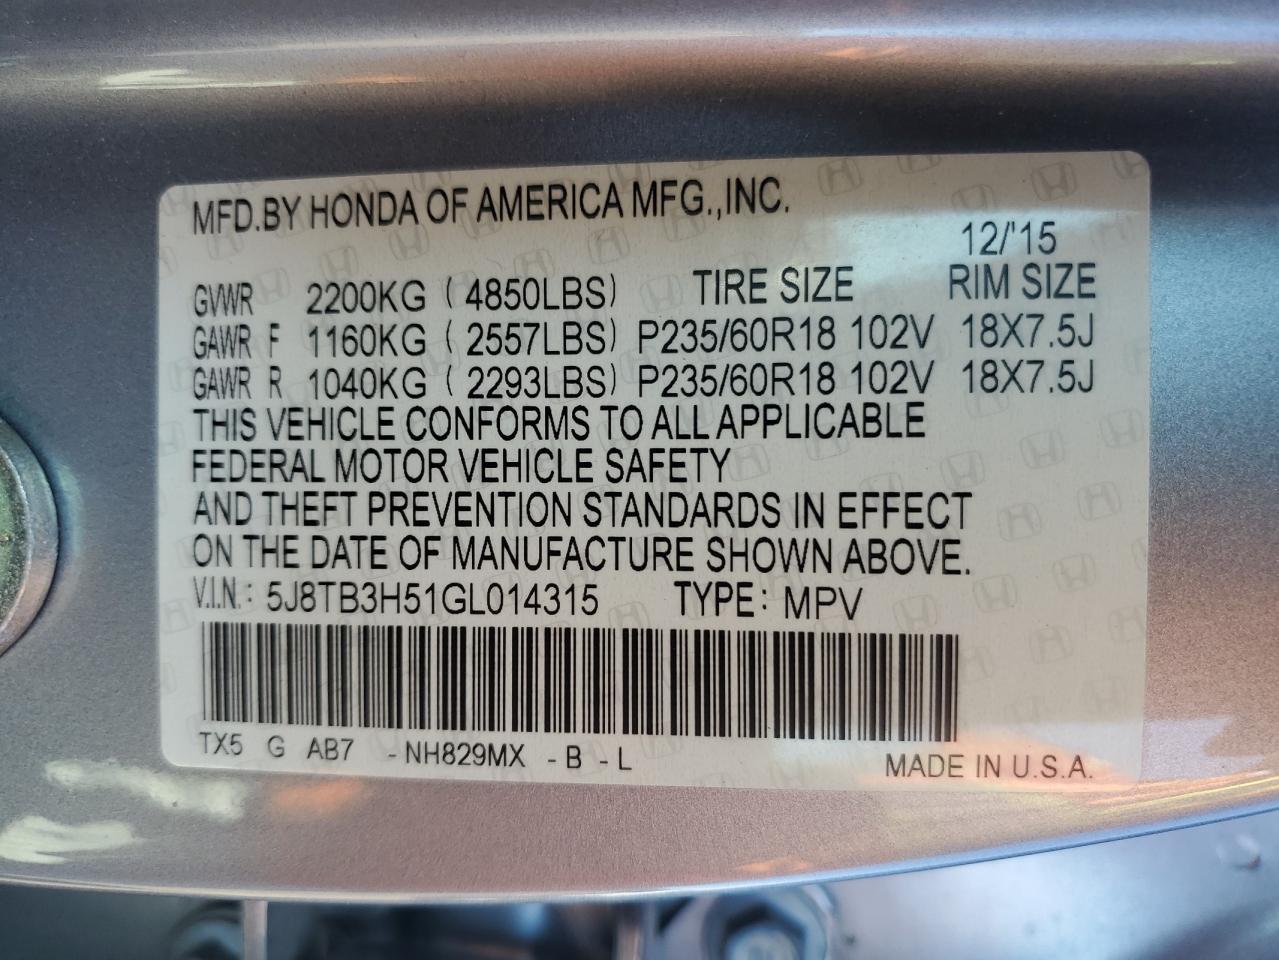 MFD.BY HONDA OF AMERICA MFG.,INC.
12/'15
GVWR 2200KG ( 4850LBS) TIRE SIZE RIM SIZE
GAWR F 1160KG ( 2557LBS) P235/60R18 102V 18X7.5J
GAWR R 1040KG ( 2293LBS) P235/60R18 102V 18X7.5J
THIS VEHICLE CONFORMS TO ALL APPLICABLE
FEDERAL MOTOR VEHICLE SAFETY
AND THEFT PREVENTION STANDARDS IN EFFECT
ON THE DATE OF MANUFACTURE SHOWN ABOVE.
V.I.N.: 5J8TB3H51GL014315 TYPE: MPV
TX5 G AB7 -NH829MX -B -L MADE IN U.S.A.